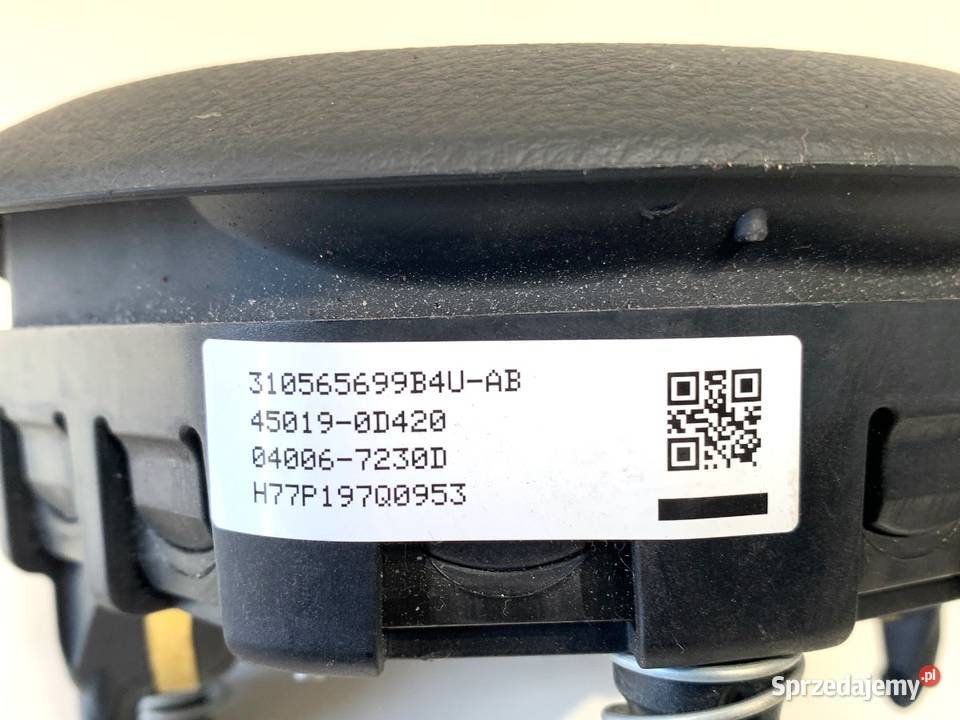 310565699B4U-AB
45019-0D420
04006-7230D
H77P197Q0953
Sprzedajemy .pl